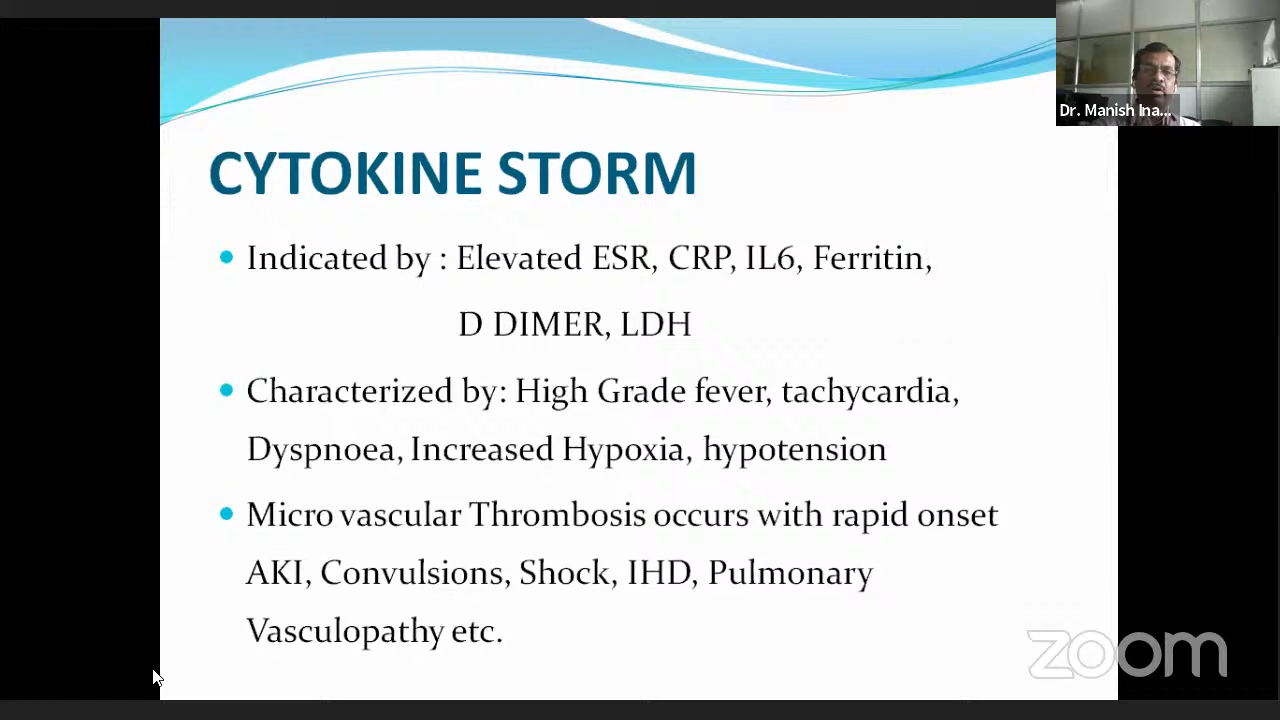 Dr. Manish Ina...
CYTOKINE STORM
Indicated by : Elevated ESR, CRP, IL6, Ferritin,
D DIMER, LDH
Characterized by: High Grade fever, tachycardia,
Dyspnoea, Increased Hypoxia, hypotension
Micro vascular Thrombosis occurs with rapid onset
AKI, Convulsions, Shock, IHD, Pulmonary
Vasculopathy etc.
zoom